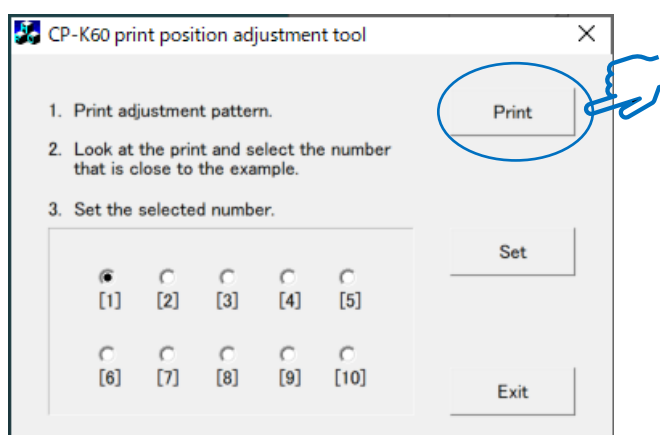 CP-K60 print position adjustment tool
1. Print adjustment pattern.
Print
2. Look at the print and select the number
that is close to the example.
3. Set the selected number.
Set
[1] [2] [3] [4] [5]
[6] [7] [8] [9] [10]
Exit